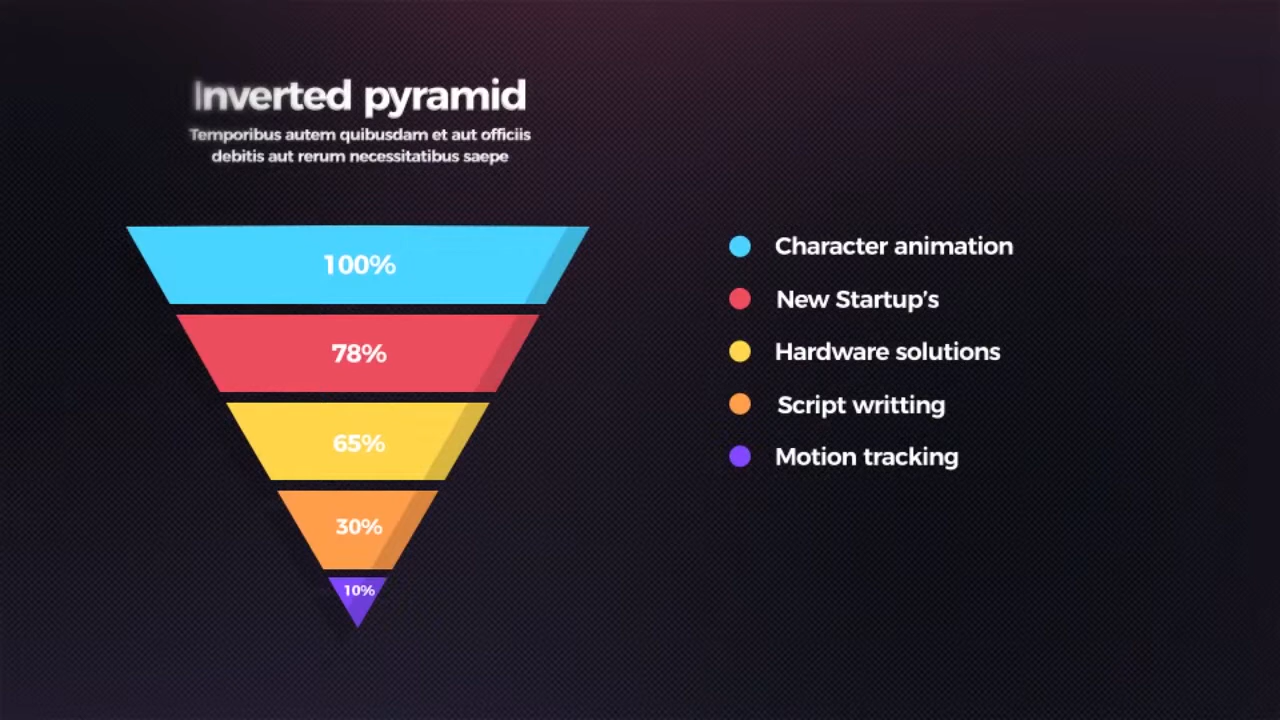 Inverted pyramid
Temporibus autem quibusdam et aut officiis
debitis aut rerum necessitatibus saepe
100%
78%
65%
30%
10%
Character animation
New Startup's
Hardware solutions
Script writting
Motion tracking